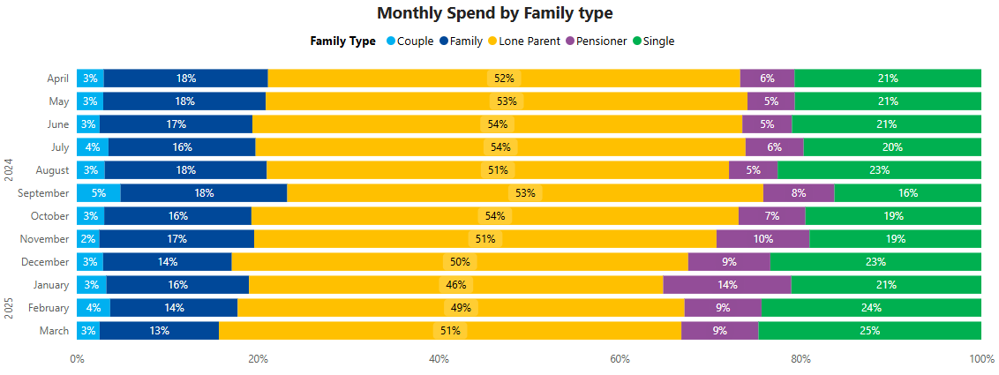 Monthly Spend by Family type
Family Type Couple Family Lone Parent Pensioner Single
2024
April 3% 18% 52% 6% 21%
May 3% 18% 53% 5% 21%
June 3% 17% 54% 5% 21%
July 4% 16% 54% 6% 20%
August 3% 18% 51% 5% 23%
September 5% 18% 53% 8% 16%
October 3% 16% 54% 7% 19%
November 2% 17% 51% 10% 19%
December 3% 14% 50% 9% 23%
2025
January 3% 16% 46% 14% 21%
February 4% 14% 49% 9% 24%
March 3% 13% 51% 9% 25%
0% 20% 40% 60% 80% 100%